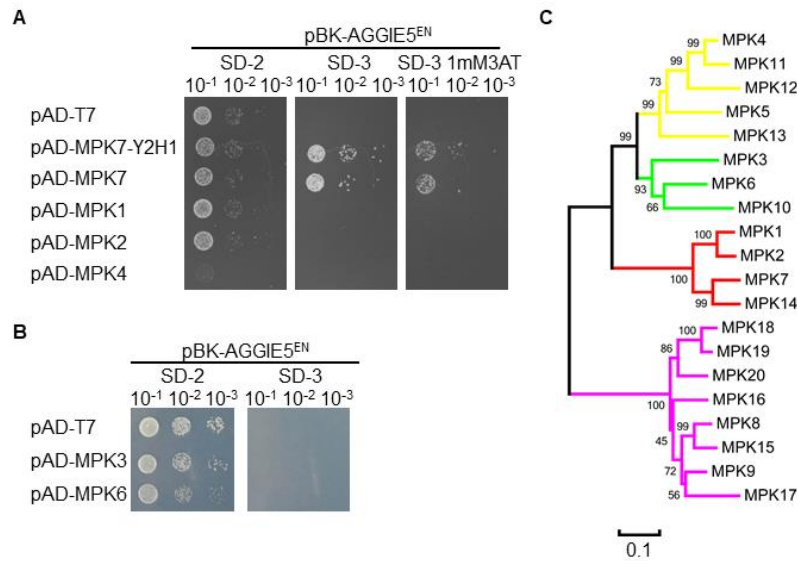 A
pBK-AGGIE5ᴱᴺ
SD-2 SD-3 SD-3 1mM3AT
10⁻¹ 10⁻² 10⁻³ 10⁻¹ 10⁻² 10⁻³ 10⁻¹ 10⁻² 10⁻³
pAD-T7
pAD-MPK7-Y2H1
pAD-MPK7
pAD-MPK1
pAD-MPK2
pAD-MPK4
B
pBK-AGGIE5ᴱᴺ
SD-2 SD-3
10⁻¹ 10⁻² 10⁻³ 10⁻¹ 10⁻² 10⁻³
pAD-T7
pAD-MPK3
pAD-MPK6
C
MPK4
99
MPK11
73
MPK12
99
MPK5
MPK13
99
MPK3
MPK6
93
66
MPK10
MPK1
100
MPK2
100
MPK7
99
MPK14
MPK18
100
86
MPK19
MPK20
100
MPK16
MPK8
99
45
MPK15
72
MPK9
56
MPK17
0.1